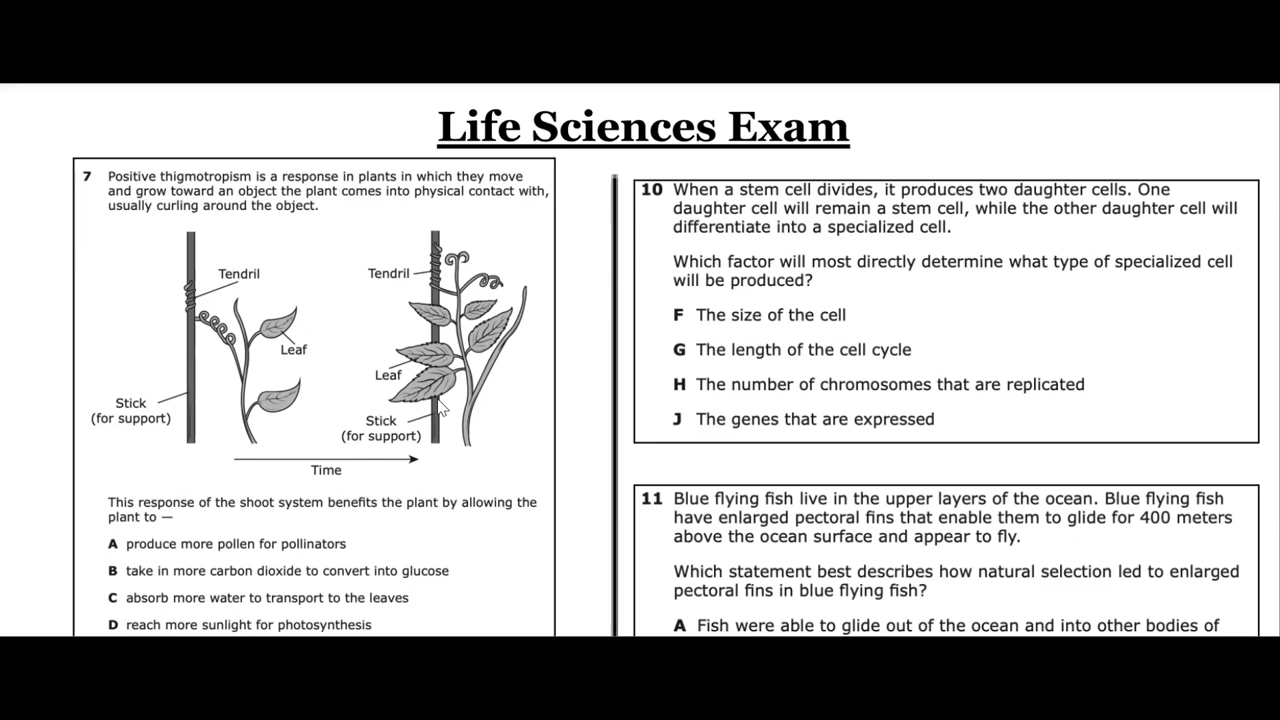 Life Sciences Exam
7 Positive thigmotropism is a response in plants in which they move
and grow toward an object the plant comes into physical contact with,
usually curling around the object.
Tendril
Leaf
Stick
(for support)
Tendril
Leaf
Stick
(for support)
Time
This response of the shoot system benefits the plant by allowing the
plant to —
A produce more pollen for pollinators
B take in more carbon dioxide to convert into glucose
C absorb more water to transport to the leaves
D reach more sunlight for photosynthesis
10 When a stem cell divides, it produces two daughter cells. One
daughter cell will remain a stem cell, while the other daughter cell will
differentiate into a specialized cell.
Which factor will most directly determine what type of specialized cell
will be produced?
F The size of the cell
G The length of the cell cycle
H The number of chromosomes that are replicated
J The genes that are expressed
11 Blue flying fish live in the upper layers of the ocean. Blue flying fish
have enlarged pectoral fins that enable them to glide for 400 meters
above the ocean surface and appear to fly.
Which statement best describes how natural selection led to enlarged
pectoral fins in blue flying fish?
A Fish were able to glide out of the ocean and into other bodies of